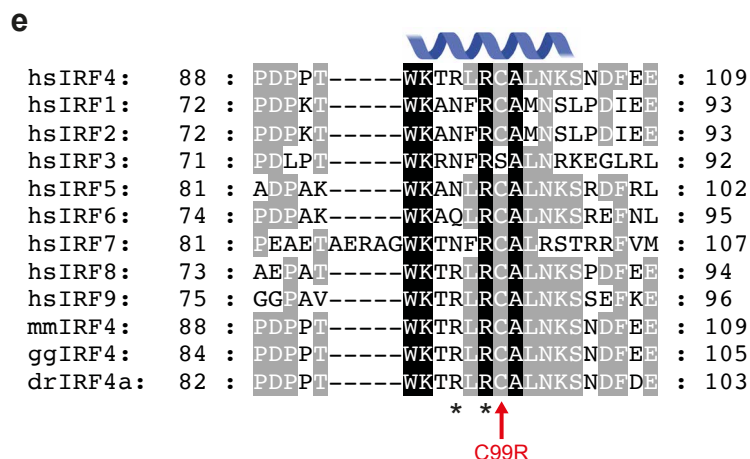 e
hsIRF4: 88 : PDPPT-----WKTRLRCALNKSNDFEE : 109
hsIRF1: 72 : PDPKT-----WKANFRCAMNSLPDIEE : 93
hsIRF2: 72 : PDPKT-----WKANFRCAMNSLPDIEE : 93
hsIRF3: 71 : PDLPT-----WKRNFRSALNRKEGLRL : 92
hsIRF5: 81 : ADPAK-----WKANLRCALNKSRDFRL : 102
hsIRF6: 74 : PDPAK-----WKAQLRCALNKSREFNL : 95
hsIRF7: 81 : PEAETAERAGWKTNFRCALRSTRRFVM : 107
hsIRF8: 73 : AEPAT-----WKTRLRCALNKSPDFEE : 94
hsIRF9: 75 : GGPAV-----WKTRLRCALNKSSEFKE : 96
mmIRF4: 88 : PDPPT-----WKTRLRCALNKSNDFEE : 109
ggIRF4: 84 : PDPPT-----WKTRLRCALNKSNDFEE : 105
drIRF4a: 82 : PDPPT-----WKTRLRCALNKSNDFDE : 103
* *
C99R